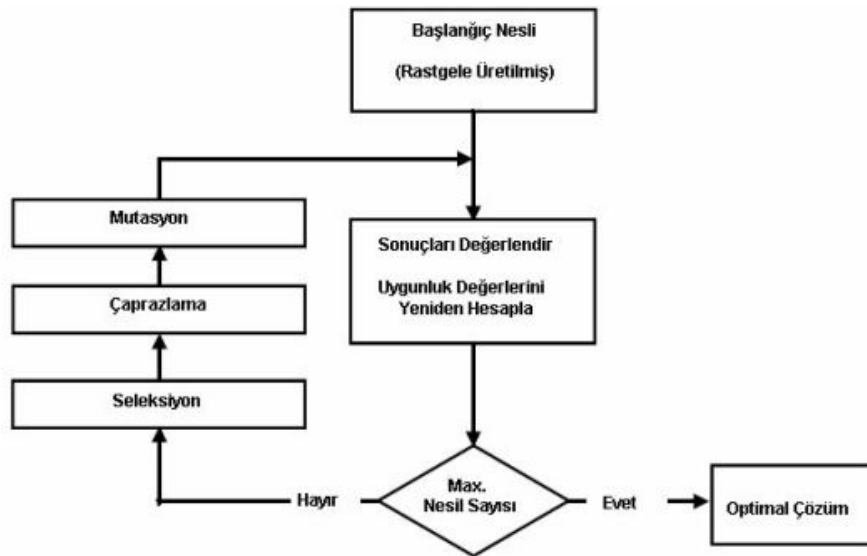 Başlanğıç Nesli
(Rastgele Üretilmiş)
Mutasyon
Sonuçları Değerlendir
Uygunluk Değerlerini
Yeniden Hesapla
Çaprazlama
Seleksiyon
Hayır
Max.
Nesil Sayısı
Evet
Optimal Çözüm